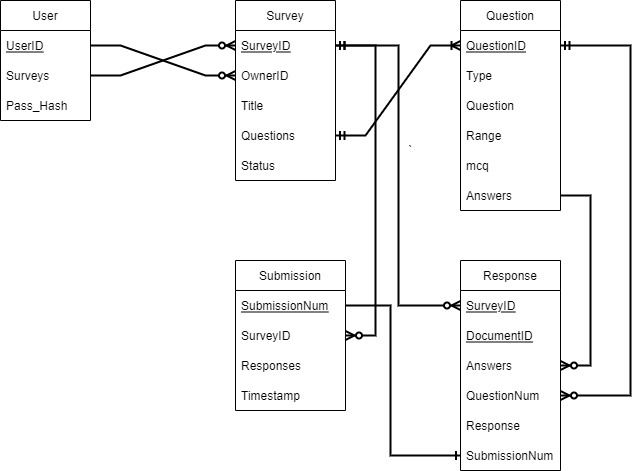 User
UserID
Surveys
Pass_Hash
Survey
SurveyID
OwnerID
Title
Questions
Status
Question
QuestionID
Type
Question
Range
mcq
Answers
Submission
SubmissionNum
SurveyID
Responses
Timestamp
Response
SurveyID
DocumentID
Answers
QuestionNum
Response
SubmissionNum